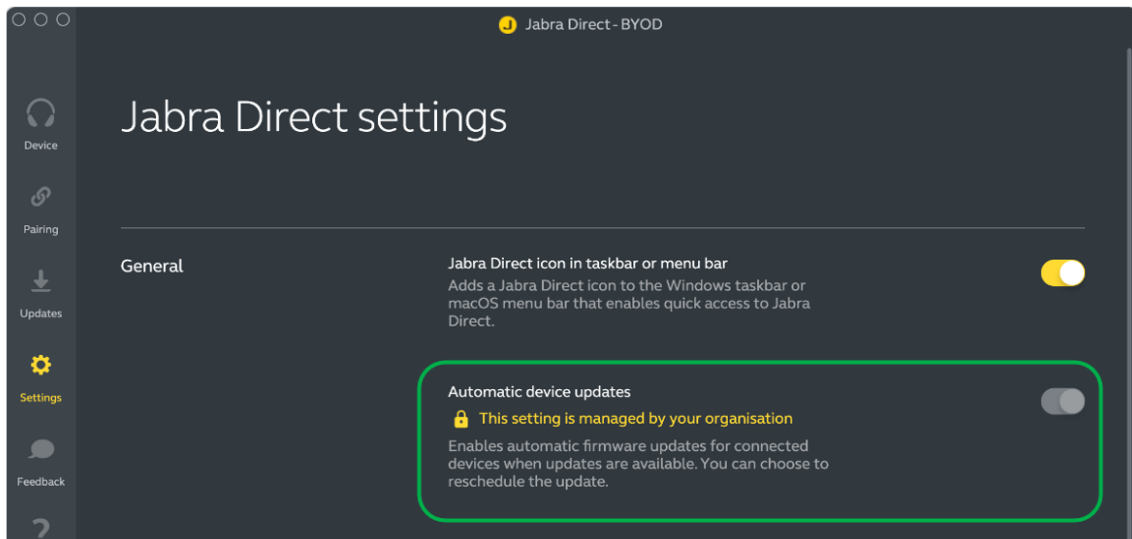 Jabra Direct - BYOD
Jabra Direct settings
Device
Pairing
Updates
Settings
Feedback
?
General
Jabra Direct icon in taskbar or menu bar
Adds a Jabra Direct icon to the Windows taskbar or
macOS menu bar that enables quick access to Jabra
Direct.
Automatic device updates
This setting is managed by your organisation
Enables automatic firmware updates for connected
devices when updates are available. You can choose to
reschedule the update.